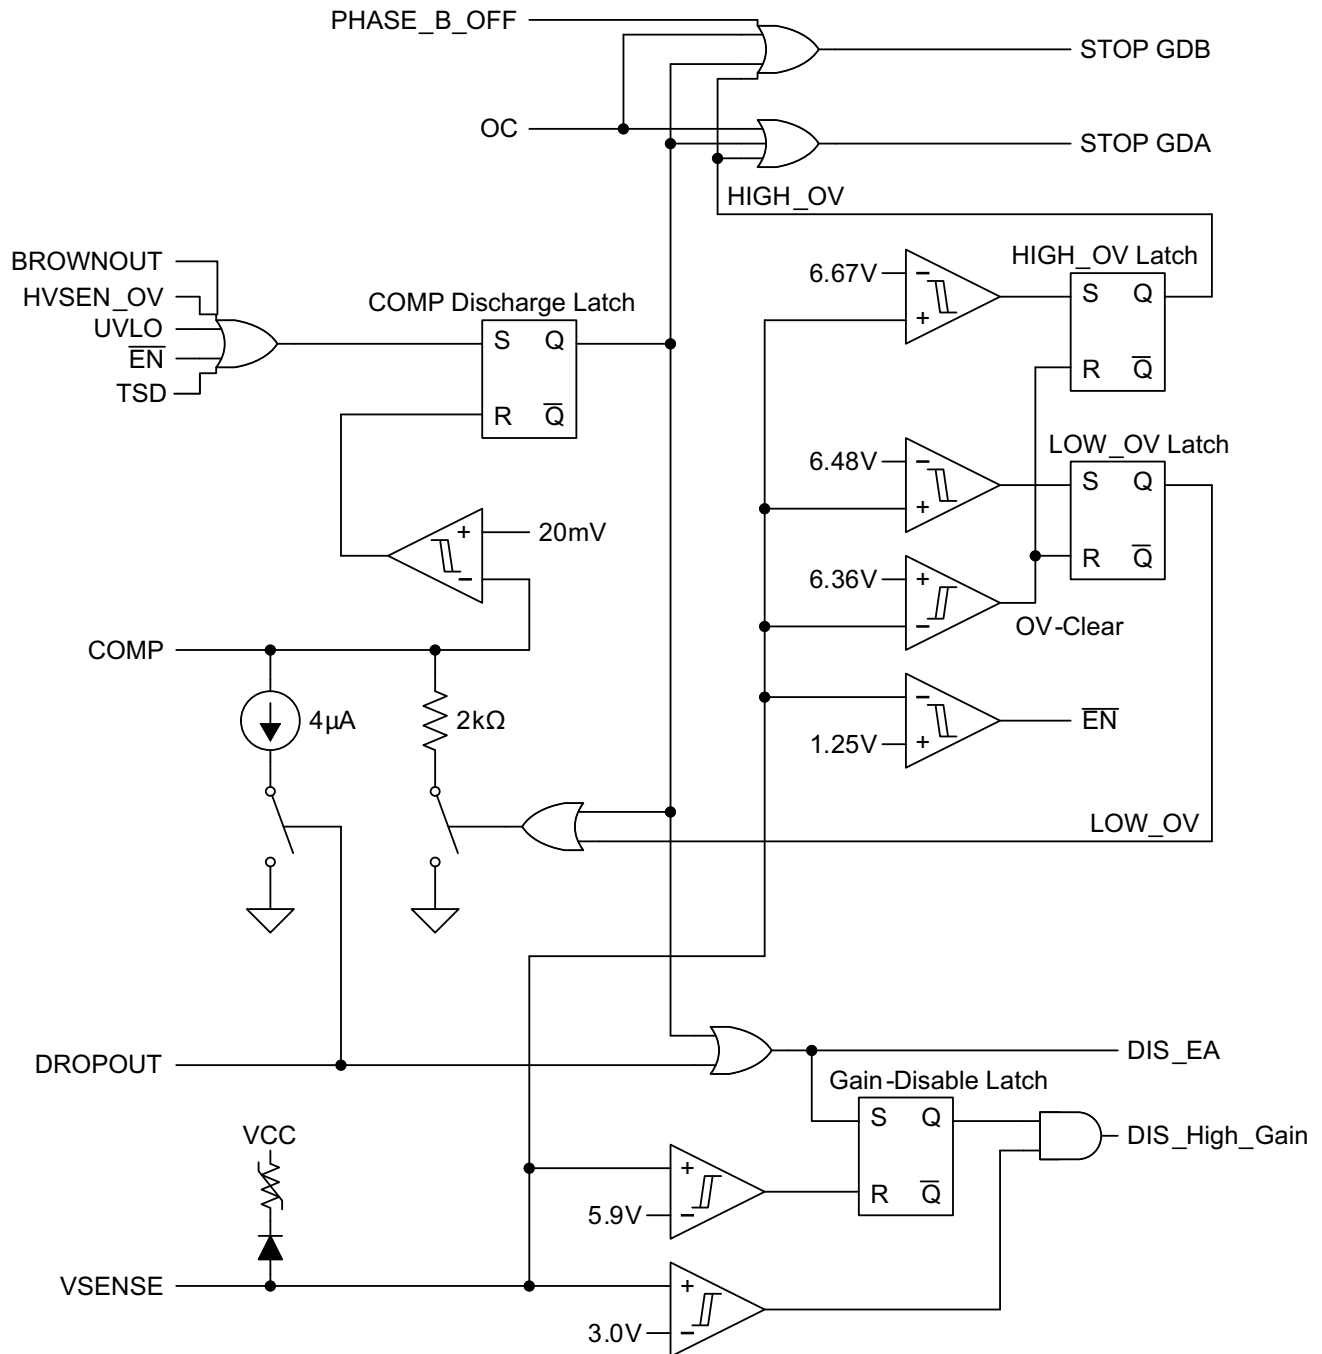 PHASE_B_OFF
STOP GDB
OC
STOP GDA
HIGH_OV
BROWNOUT
HVSEN_OV
UVLO
E̅N̅
TSD
COMP Discharge Latch
S Q
R Q̅
6.67V
−
+
HIGH_OV Latch
S Q
R Q̅
6.48V
−
+
LOW_OV Latch
S Q
R Q̅
+
20mV
−
6.36V
+
−
OV-Clear
COMP
4µA
2kΩ
−
1.25V
+
E̅N̅
LOW_OV
DROPOUT
DIS_EA
Gain-Disable Latch
S Q
R Q̅
DIS_High_Gain
VCC
+
5.9V
−
VSENSE
+
3.0V
−